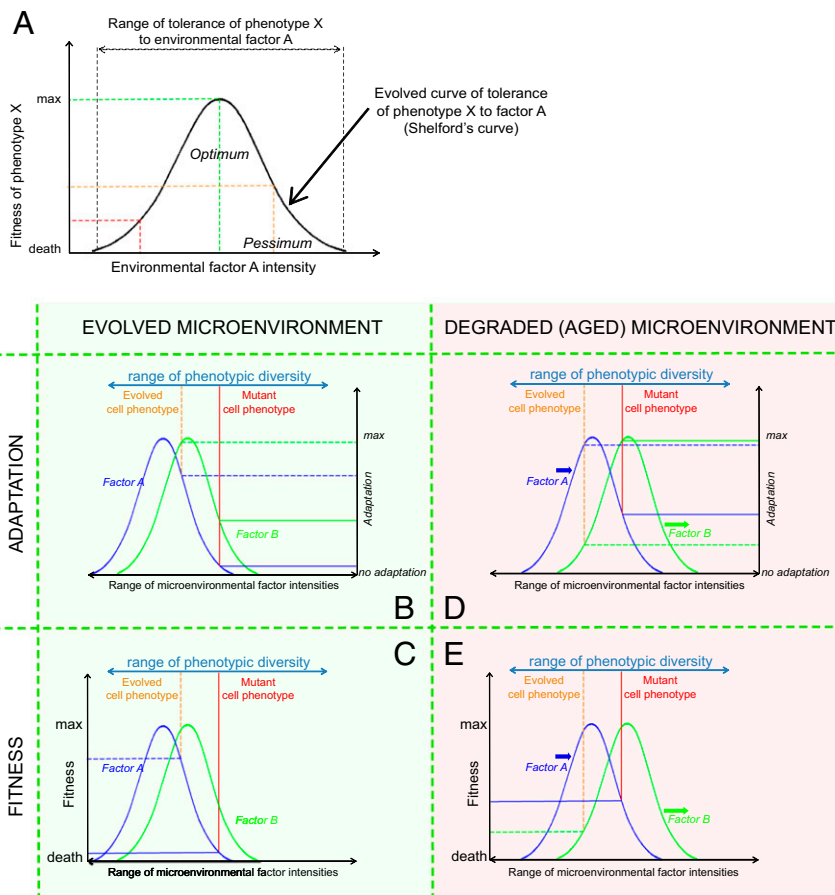 A
Range of tolerance of phenotype X
to environmental factor A
Fitness of phenotype X
max
death
Optimum
Pessimum
Evolved curve of tolerance
of phenotype X to factor A
(Shelford's curve)
Environmental factor A intensity
EVOLVED MICROENVIRONMENT
DEGRADED (AGED) MICROENVIRONMENT
ADAPTATION
range of phenotypic diversity
Evolved
cell phenotype
Mutant
cell phenotype
max
Factor A
Adaptation
Factor B
no adaptation
Range of microenvironmental factor intensities
B
range of phenotypic diversity
Evolved
cell phenotype
Mutant
cell phenotype
max
Factor A
Adaptation
Factor B
no adaptation
Range of microenvironmental factor intensities
D
FITNESS
C
range of phenotypic diversity
Evolved
cell phenotype
Mutant
cell phenotype
max
Factor A
Fitness
Factor B
death
Range of microenvironmental factor intensities
E
range of phenotypic diversity
Evolved
cell phenotype
Mutant
cell phenotype
max
Factor A
Fitness
Factor B
death
Range of microenvironmental factor intensities